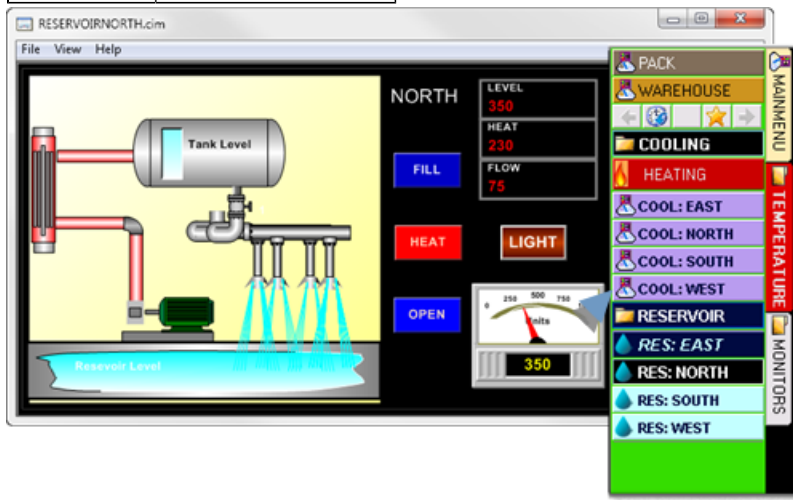 RESERVOIRNORTH.cim
File View Help
Tank Level
Resevoir Level
NORTH
LEVEL
350
HEAT
230
FLOW
75
FILL
HEAT
OPEN
LIGHT
0 250 500 750
Units
350
PACK
WAREHOUSE
COOLING
HEATING
COOL: EAST
COOL: NORTH
COOL: SOUTH
COOL: WEST
RESERVOIR
RES: EAST
RES: NORTH
RES: SOUTH
RES: WEST
MAINMENU
TEMPERATURE
MONITORS